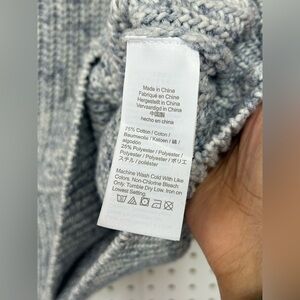 Made in China
Fabriqué en Chine
Hergestellt in China
Vervaardigd in China
中国製
hecho en china
75% Cotton / Coton /
Baumwolle / Katoen / 綿 /
algodón
25% Polyester / Polyester /
Polyester / Polyester / ポリエ
ステル / poliéster
Machine Wash Cold With Like
Colors. Non-Chlorine Bleach
Only. Tumble Dry Low. Iron on
Lowest Setting.